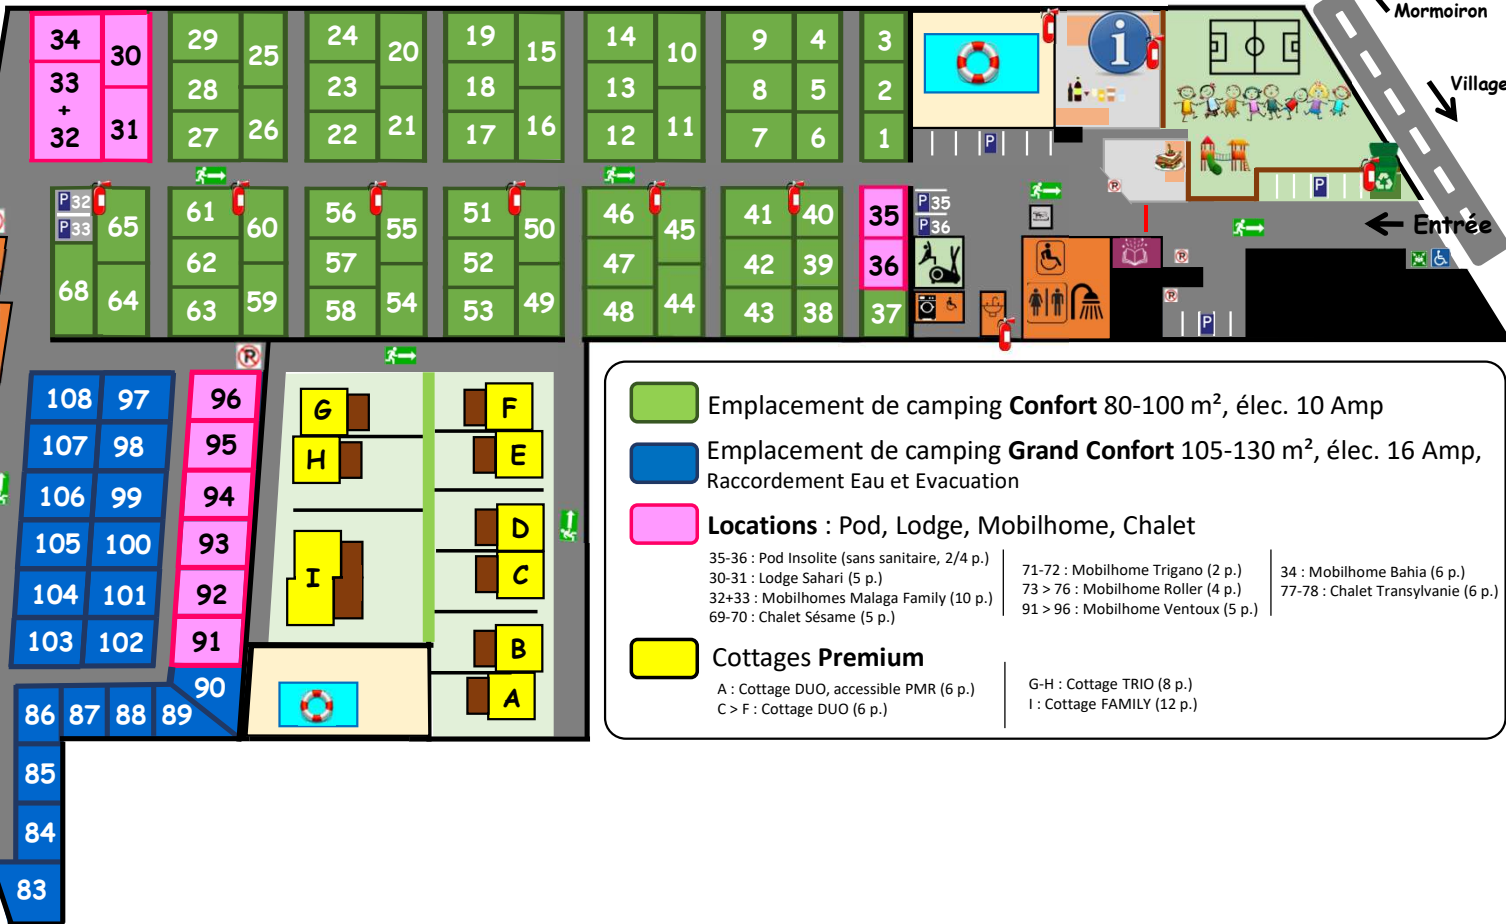 Mormoiron
Village
34 30 29 25 24 20 19 15 14 10 9 4 3
33 28 23 18 13 8 5 2
+
32 31 27 26 22 21 17 16 12 11 7 6 1
P
P
P 32 65 61 60 56 55 51 50 46 45 41 40 35 P 35
P 33 P 36
Entrée
68 64 62 59 57 54 52 49 47 44 42 39 36
63 58 53 48 43 38 37
P
108 97 96 G F
107 98 95 H E
106 99 94 D
105 100 93 I C
104 101 92
103 102 91 B
90 A
86 87 88 89
85
84
83
Emplacement de camping Confort 80-100 m², élec. 10 Amp
Emplacement de camping Grand Confort 105-130 m², élec. 16 Amp,
Raccordement Eau et Evacuation
Locations : Pod, Lodge, Mobilhome, Chalet
35-36 : Pod Insolite (sans sanitaire, 2/4 p.)
30-31 : Lodge Sahari (5 p.)
32+33 : Mobilhomes Malaga Family (10 p.)
69-70 : Chalet Sésame (5 p.)
71-72 : Mobilhome Trigano (2 p.)
73 > 76 : Mobilhome Roller (4 p.)
91 > 96 : Mobilhome Ventoux (5 p.)
34 : Mobilhome Bahia (6 p.)
77-78 : Chalet Transylvanie (6 p.)
Cottages Premium
A : Cottage DUO, accessible PMR (6 p.)
C > F : Cottage DUO (6 p.)
G-H : Cottage TRIO (8 p.)
I : Cottage FAMILY (12 p.)